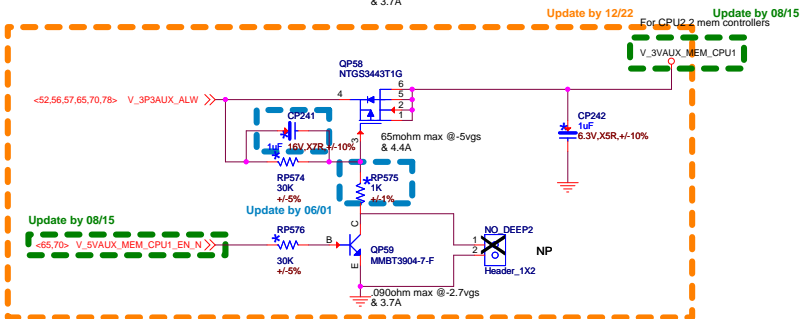 & 3.7A
Update by 12/22
Update by 08/15
For CPU2 2 mem controllers
V_3VAUX_MEM_CPU1
QP58
NTGS3443T1G
<52,56,57,65,70,78> V_3P3AUX_ALW
4
6
5
2
1
3
CP241
1uF 16V,X7R,+/-10%
65mohm max @-5vgs
& 4.4A
CP242
1uF
6.3V,X5R,+/-10%
RP574
30K
+/-5%
RP575
1K
+/-1%
Update by 06/01
Update by 08/15
<65,70> V_5VAUX_MEM_CPU1_EN_N
RP576
30K
+/-5%
B
C
E
QP59
MMBT3904-7-F
NO_DEEP2
1
2
Header_1X2
NP
.090ohm max @-2.7vgs
& 3.7A